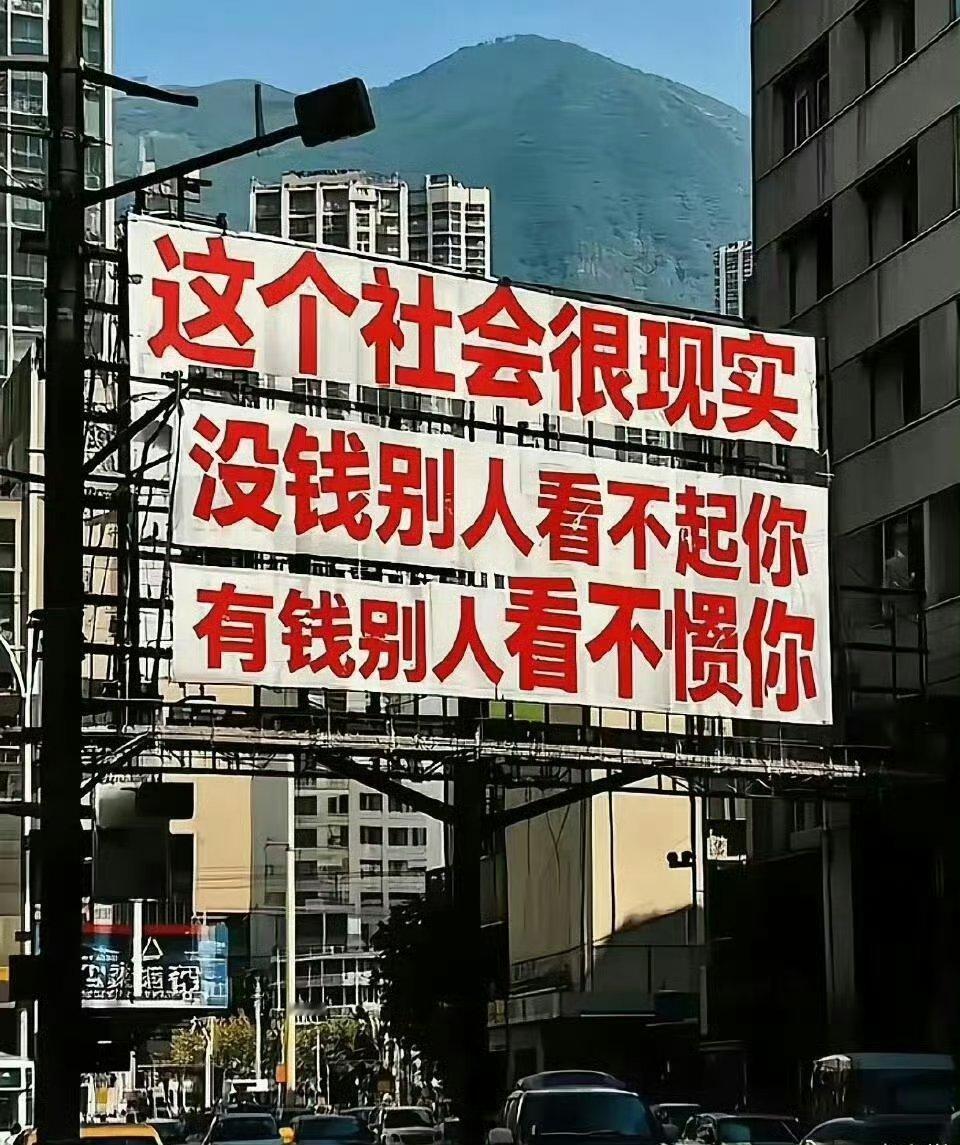 这个社会很现实
没钱别人看不起你
有钱别人看不惯你